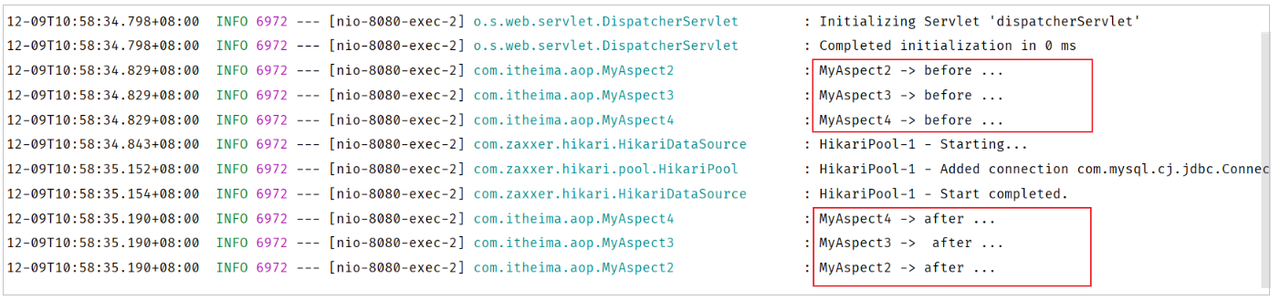 12-09T10:58:34.798+08:00  INFO 6972 --- [nio-8080-exec-2] o.s.web.servlet.DispatcherServlet        : Initializing Servlet 'dispatcherServlet'
12-09T10:58:34.798+08:00  INFO 6972 --- [nio-8080-exec-2] o.s.web.servlet.DispatcherServlet        : Completed initialization in 0 ms
12-09T10:58:34.829+08:00  INFO 6972 --- [nio-8080-exec-2] com.itheima.aop.MyAspect2                : MyAspect2 -> before ...
12-09T10:58:34.829+08:00  INFO 6972 --- [nio-8080-exec-2] com.itheima.aop.MyAspect3                : MyAspect3 -> before ...
12-09T10:58:34.829+08:00  INFO 6972 --- [nio-8080-exec-2] com.itheima.aop.MyAspect4                : MyAspect4 -> before ...
12-09T10:58:34.843+08:00  INFO 6972 --- [nio-8080-exec-2] com.zaxxer.hikari.HikariDataSource       : HikariPool-1 - Starting...
12-09T10:58:35.152+08:00  INFO 6972 --- [nio-8080-exec-2] com.zaxxer.hikari.pool.HikariPool        : HikariPool-1 - Added connection com.mysql.cj.jdbc.Connec
12-09T10:58:35.154+08:00  INFO 6972 --- [nio-8080-exec-2] com.zaxxer.hikari.HikariDataSource       : HikariPool-1 - Start completed.
12-09T10:58:35.190+08:00  INFO 6972 --- [nio-8080-exec-2] com.itheima.aop.MyAspect4                : MyAspect4 -> after ...
12-09T10:58:35.190+08:00  INFO 6972 --- [nio-8080-exec-2] com.itheima.aop.MyAspect3                : MyAspect3 ->  after ...
12-09T10:58:35.190+08:00  INFO 6972 --- [nio-8080-exec-2] com.itheima.aop.MyAspect2                : MyAspect2 -> after ...